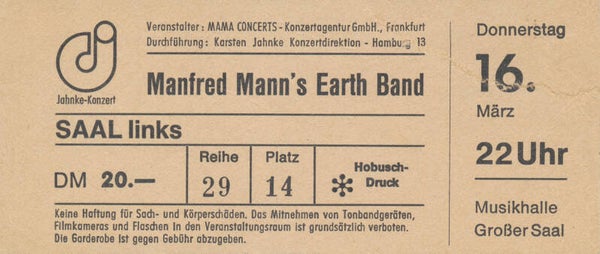 Veranstalter: MAMA CONCERTS - Konzertagentur GmbH., Frankfurt
Durchführung: Karsten Jahnke Konzertdirektion - Hamburg 13
Jahnke-Konzert
Manfred Mann's Earth Band
SAAL links
DM 20.—
Reihe
29
Platz
14
Hobusch-
Druck
Keine Haftung für Sach- und Körperschäden. Das Mitnehmen von Tonbandgeräten,
Filmkameras und Flaschen in den Veranstaltungsraum ist grundsätzlich verboten.
Die Garderobe ist gegen Gebühr abzugeben.
Donnerstag
16.
März
22 Uhr
Musikhalle
Großer Saal